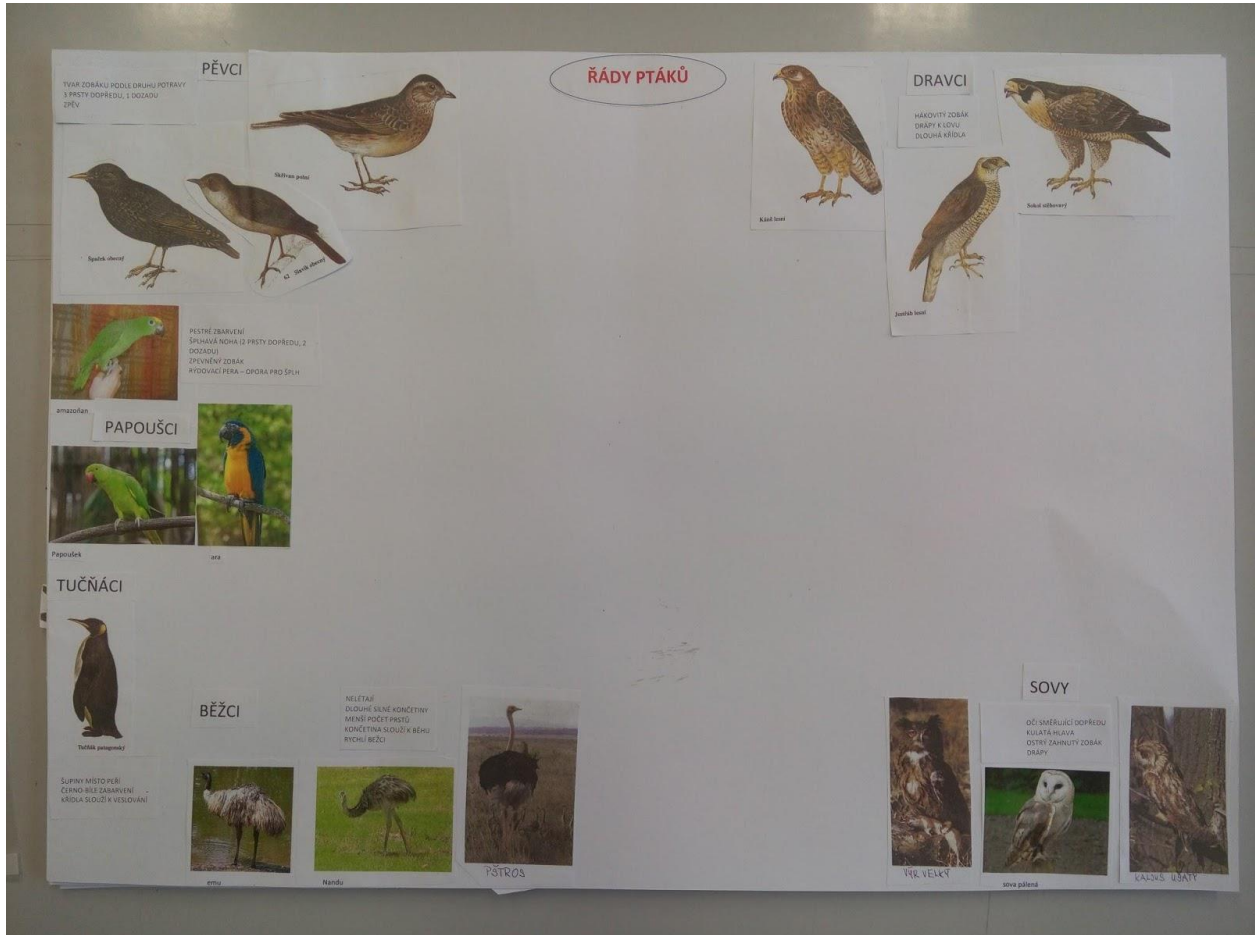 ŘÁDY PTÁKŮ
PĚVCI
TVAR ZOBÁKU PODLE DRUHU POTRAVY
3 PRSTY DOPŘEDU, 1 DOZADU
ZPĚV
Skřivan polní
Špaček obecný
62 Slavík obecný
DRAVCI
HÁKOVITÝ ZOBÁK
DRÁPY K LOVU
DLOUHÁ KŘÍDLA
Káně lesní
Sokol stěhovavý
Jestřáb lesní
PESTRÉ ZBARVENÍ
ŠPLHAVÁ NOHA (2 PRSTY DOPŘEDU, 2
DOZADU)
ZPEVNĚNÝ ZOBÁK
RÝDOVACÍ PERA – OPORA PRO ŠPLH
amazoňan
PAPOUŠCI
Papoušek
ara
TUČŇÁCI
Tučňák patagonský
ŠUPINY MÍSTO PEŘÍ
ČERNO-BÍLÉ ZABARVENÍ
KŘÍDLA SLOUŽÍ K VESLOVÁNÍ
BĚŽCI
NELÉTAJÍ
DLOUHÉ SILNÉ KONČETINY
MENŠÍ POČET PRSTŮ
KONČETINA SLOUŽÍ K BĚHU
RYCHLÍ BĚŽCI
emu
Nandu
PŠTROS
SOVY
OČI SMĚŘUJÍCÍ DOPŘEDU
KULATÁ HLAVA
OSTRÝ ZAHNUTÝ ZOBÁK
DRÁPY
VÝR VELKÝ
sova pálená
KALOUS UŠATÝ